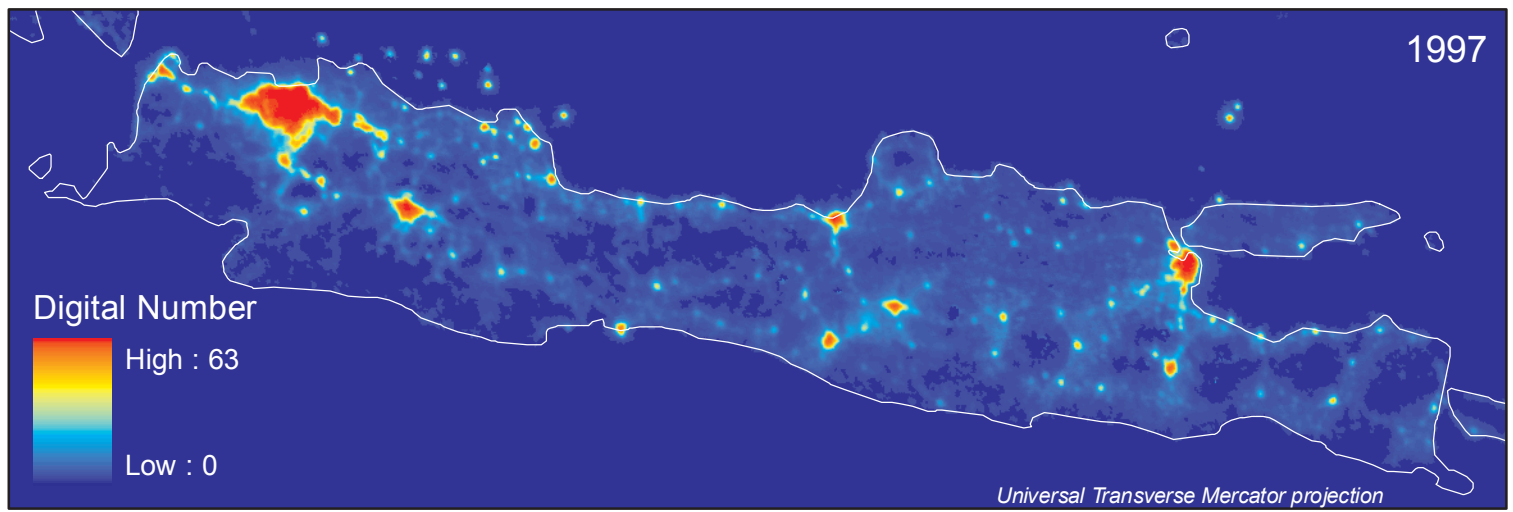 1997
Digital Number
High : 63
Low : 0
Universal Transverse Mercator projection